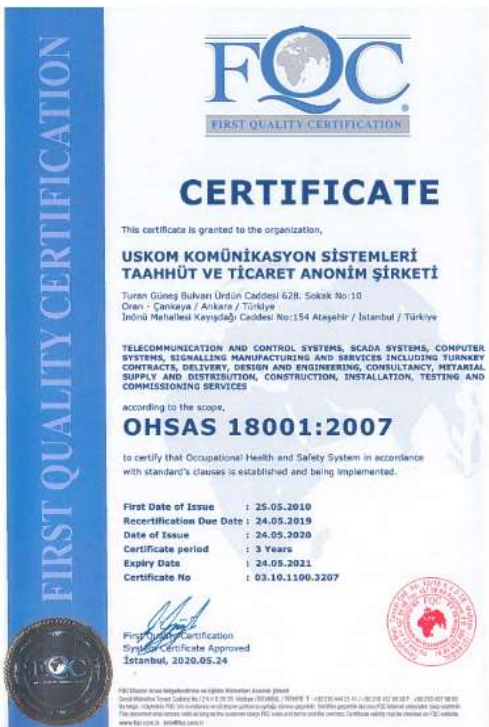 FIRST QUALITY CERTIFICATION
FQC
FIRST QUALITY CERTIFICATION
CERTIFICATE
This certificate is granted to the organization,
USKOM KOMÜNİKASYON SİSTEMLERİ
TAAHHÜT VE TİCARET ANONİM ŞİRKETİ
Turan Güneş Bulvarı Ürdün Caddesi 628. Sokak No:10
Oran - Çankaya / Ankara / Türkiye
İnönü Mahallesi Kayışdağı Caddesi No:154 Ataşehir / İstanbul / Türkiye
TELECOMMUNICATION AND CONTROL SYSTEMS, SCADA SYSTEMS, COMPUTER
SYSTEMS, SIGNALLING MANUFACTURING AND SERVICES INCLUDING TURNKEY
CONTRACTS, DELIVERY, DESIGN AND ENGINEERING, CONSULTANCY, METARIAL
SUPPLY AND DISTRIBUTION, CONSTRUCTION, INSTALLATION, TESTING AND
COMMISSIONING SERVICES
according to the scope,
OHSAS 18001:2007
to certify that Occupational Health and Safety System in accordance
with standard's clauses is established and being implemented.
First Date of Issue : 25.05.2010
Recertification Due Date : 24.05.2019
Date of Issue : 24.05.2020
Certificate period : 3 Years
Expiry Date : 24.05.2021
Certificate No : 03.10.1100.3207
First Quality Certification
System Certificate Approved
İstanbul, 2020.05.24
FQC
FQC